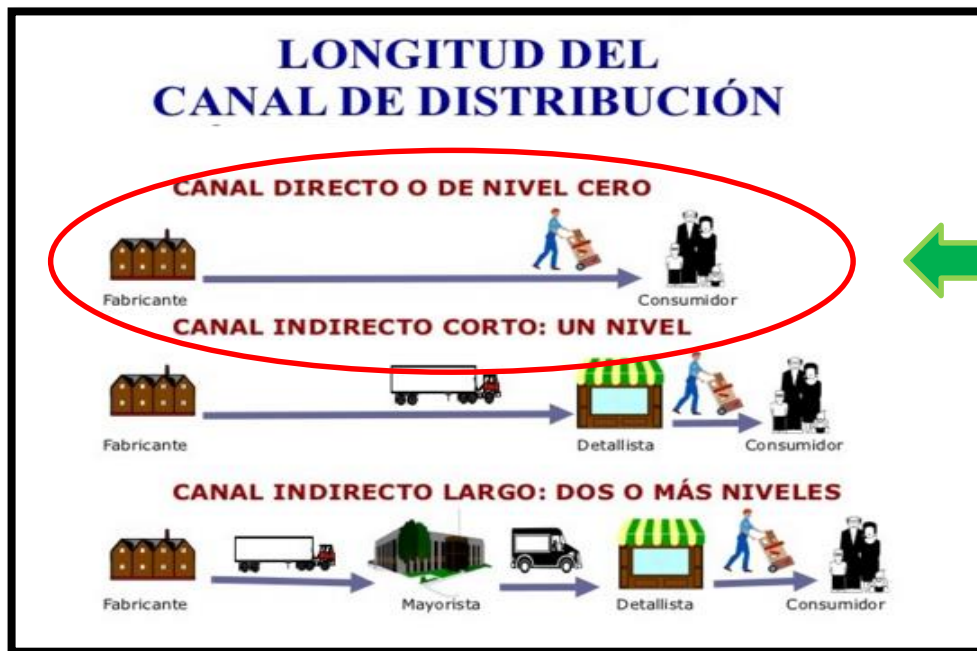 LONGITUD DEL
CANAL DE DISTRIBUCIÓN
CANAL DIRECTO O DE NIVEL CERO
Fabricante
Consumidor
CANAL INDIRECTO CORTO: UN NIVEL
Fabricante
Detallista
Consumidor
CANAL INDIRECTO LARGO: DOS O MÁS NIVELES
Fabricante
Mayorista
Detallista
Consumidor